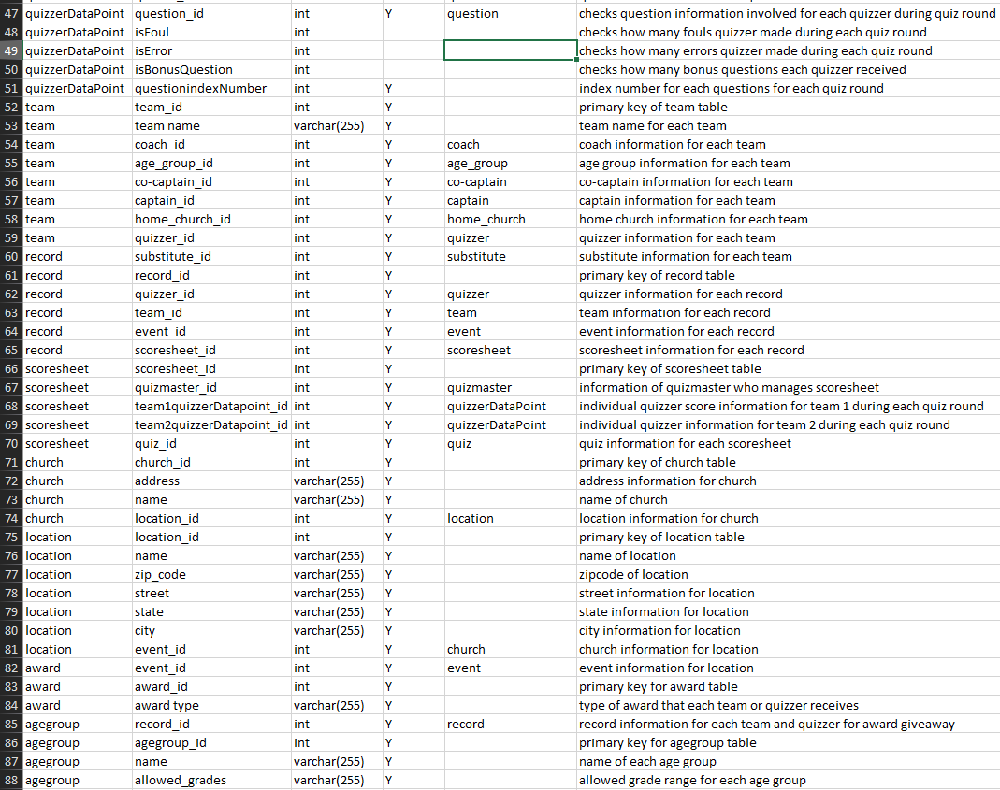 47 quizzerDataPoint question_id int Y question checks question information involved for each quizzer during quiz round
48 quizzerDataPoint isFoul int checks how many fouls quizzer made during each quiz round
49 quizzerDataPoint isError int checks how many errors quizzer made during each quiz round
50 quizzerDataPoint isBonusQuestion int checks how many bonus questions each quizzer received
51 quizzerDataPoint questionindexNumber int Y index number for each questions for each quiz round
52 team team_id int Y primary key of team table
53 team team name varchar(255) Y team name for each team
54 team coach_id int Y coach coach information for each team
55 team age_group_id int Y age_group age group information for each team
56 team co-captain_id int Y co-captain co-captain information for each team
57 team captain_id int Y captain captain information for each team
58 team home_church_id int Y home_church home church information for each team
59 team quizzer_id int Y quizzer quizzer information for each team
60 record substitute_id int Y substitute substitute information for each team
61 record record_id int Y primary key of record table
62 record quizzer_id int Y quizzer quizzer information for each record
63 record team_id int Y team team information for each record
64 record event_id int Y event event information for each record
65 record scoresheet_id int Y scoresheet scoresheet information for each record
66 scoresheet scoresheet_id int Y primary key of scoresheet table
67 scoresheet quizmaster_id int Y quizmaster information of quizmaster who manages scoresheet
68 scoresheet team1quizzerDatapoint_id int Y quizzerDataPoint individual quizzer score information for team 1 during each quiz round
69 scoresheet team2quizzerDatapoint_id int Y quizzerDataPoint individual quizzer information for team 2 during each quiz round
70 scoresheet quiz_id int Y quiz quiz information for each scoresheet
71 church church_id int Y primary key of church table
72 church address varchar(255) Y address information for church
73 church name varchar(255) Y name of church
74 church location_id int Y location location information for church
75 location location_id int Y primary key of location table
76 location name varchar(255) Y name of location
77 location zip_code varchar(255) Y zipcode of location
78 location street varchar(255) Y street information for location
79 location state varchar(255) Y state information for location
80 location city varchar(255) Y city information for location
81 location event_id int Y church church information for location
82 award event_id int Y event event information for location
83 award award_id int Y primary key for award table
84 award award type varchar(255) Y type of award that each team or quizzer receives
85 agegroup record_id int Y record record information for each team and quizzer for award giveaway
86 agegroup agegroup_id int Y primary key for agegroup table
87 agegroup name varchar(255) Y name of each age group
88 agegroup allowed_grades varchar(255) Y allowed grade range for each age group